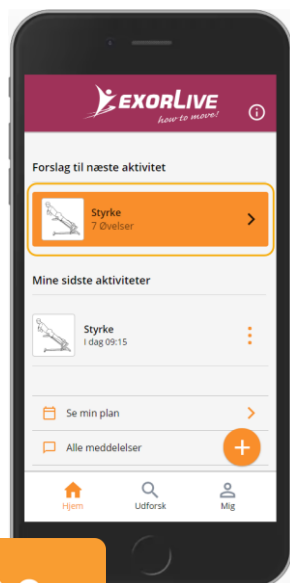 EXORLIVE
how to move!
Forslag til næste aktivitet
Styrke
7 Øvelser
Mine sidste aktiviteter
Styrke
I dag 09:15
Se min plan
Alle meddelelser
Hjem
Udforsk
Mig